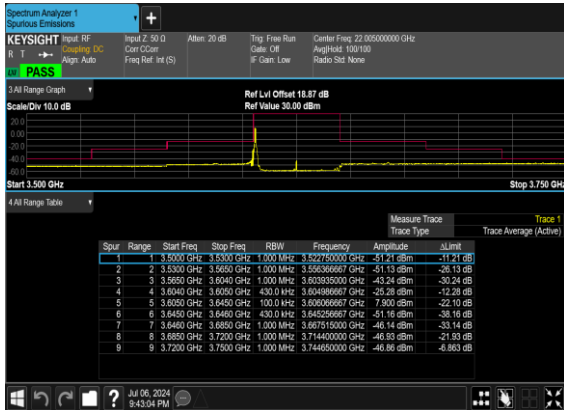 Spectrum Analyzer 1
Spurious Emissions
KEYSIGHT Input: RF Input Z: 50 Ω Atten: 20 dB Trig: Free Run Center Freq: 22.005000000 GHz
R T Coupling: DC Corr CCorr Gate: Off Avg|Hold: 100/100
Align: Auto Freq Ref: Int (S) IF Gain: Low Radio Std: None
PASS
3 All Range Graph
Ref Lvl Offset 18.87 dB
Scale/Div 10.0 dB Ref Value 30.00 dBm
20.0
0.00
-20.0
-40.0
-60.0
Start 3.500 GHz Stop 3.750 GHz
4 All Range Table
Measure Trace Trace 1
Trace Type Trace Average (Active)
Spur Range Start Freq Stop Freq RBW Frequency Amplitude ΔLimit
1 1 3.5000 GHz 3.5300 GHz 1.000 MHz 3.522750000 GHz -51.21 dBm -11.21 dB
2 2 3.5300 GHz 3.5650 GHz 1.000 MHz 3.556366667 GHz -51.13 dBm -26.13 dB
3 3 3.5650 GHz 3.6040 GHz 1.000 MHz 3.603935000 GHz -43.24 dBm -30.24 dB
4 4 3.6040 GHz 3.6050 GHz 430.0 kHz 3.604986667 GHz -25.28 dBm -12.28 dB
5 5 3.6050 GHz 3.6450 GHz 100.0 kHz 3.606066667 GHz 7.900 dBm -22.10 dB
6 6 3.6450 GHz 3.6460 GHz 430.0 kHz 3.645256667 GHz -51.16 dBm -38.16 dB
7 7 3.6460 GHz 3.6850 GHz 1.000 MHz 3.667515000 GHz -46.14 dBm -33.14 dB
8 8 3.6850 GHz 3.7200 GHz 1.000 MHz 3.714400000 GHz -46.93 dBm -21.93 dB
9 9 3.7200 GHz 3.7500 GHz 1.000 MHz 3.744650000 GHz -46.86 dBm -6.863 dB
Jul 06, 2024
9:43:04 PM